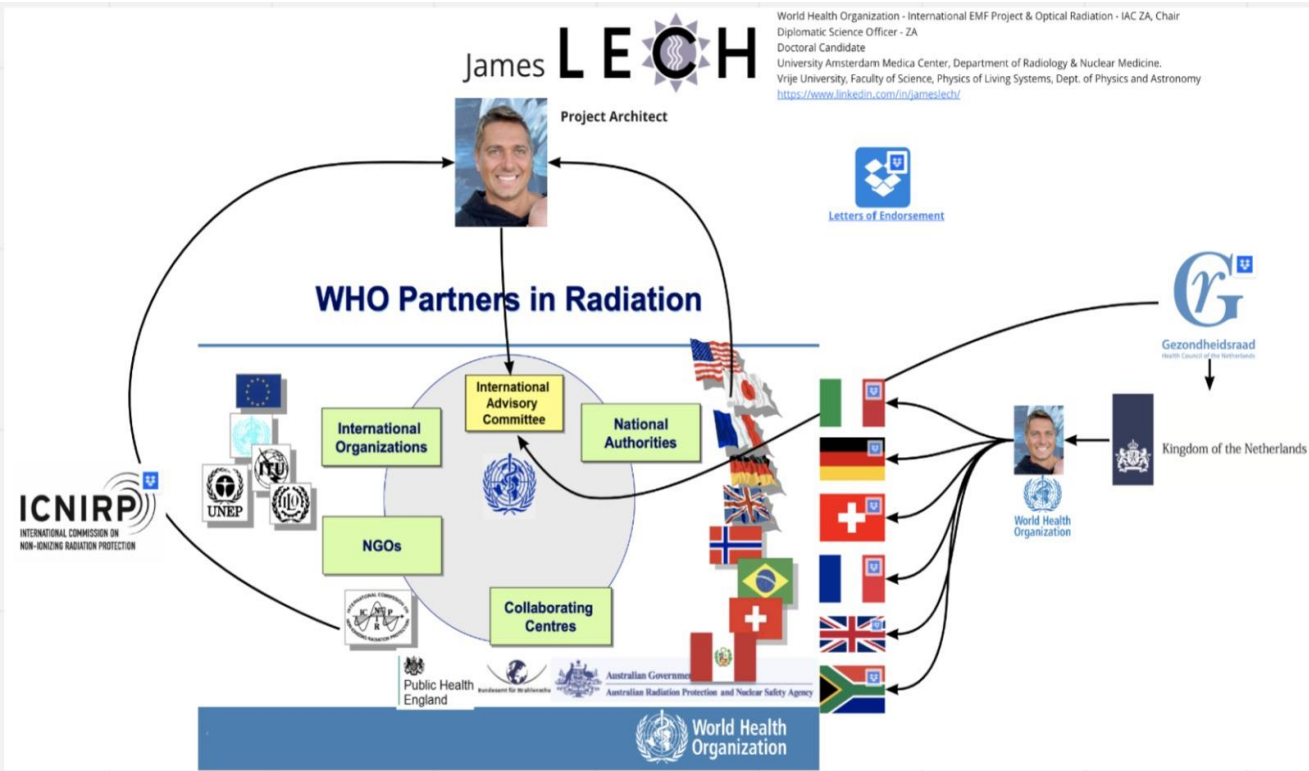 James LECH
World Health Organization - International EMF Project & Optical Radiation - IAC ZA, Chair
Diplomatic Science Officer - ZA
Doctoral Candidate
University Amsterdam Medica Center, Department of Radiology & Nuclear Medicine.
Vrije University, Faculty of Science, Physics of Living Systems, Dept. of Physics and Astronomy
https://www.linkedin.com/in/jameslech/
Project Architect
Letters of Endorsement
WHO Partners in Radiation
Gezondheidsraad
Health Council of the Netherlands
International
Advisory
Committee
International
Organizations
National
Authorities
Kingdom of the Netherlands
ITU
UNEP
ILO
ICNIRP
INTERNATIONAL COMMISSION ON
NON-IONIZING RADIATION PROTECTION
World Health
Organization
NGOs
Collaborating
Centres
Public Health
England
Bundesamt für Strahlenschutz
Australian Governme
Australian Radiation Protection and Nuclear Safety Agency
World Health
Organization